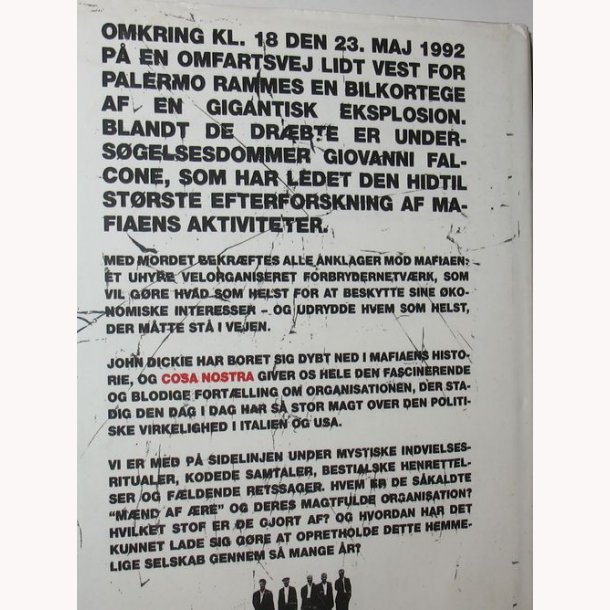 OMKRING KL. 18 DEN 23. MAJ 1992
PÅ EN OMFARTSVEJ LIDT VEST FOR
PALERMO RAMMES EN BILKORTEGE
AF EN GIGANTISK EKSPLOSION.
BLANDT DE DRÆBTE ER UNDER-
SØGELSESDOMMER GIOVANNI FAL-
CONE, SOM HAR LEDET DEN HIDTIL
STØRSTE EFTERFORSKNING AF MA-
FIAENS AKTIVITETER.
MED MORDET BEKRÆFTES ALLE ANKLAGER MOD MAFIAEN:
ET UHYRE VELORGANISERET FORBRYDERNETVÆRK, SOM
VIL GØRE HVAD SOM HELST FOR AT BESKYTTE SINE ØKO-
NOMISKE INTERESSER – OG UDRYDDE HVEM SOM HELST,
DER MÅTTE STÅ I VEJEN.
JOHN DICKIE HAR BORET SIG DYBT NED I MAFIAENS HISTO-
RIE, OG COSA NOSTRA GIVER OS HELE DEN FASCINERENDE
OG BLODIGE FORTÆLLING OM ORGANISATIONEN, DER STA-
DIG DEN DAG I DAG HAR SÅ STOR MAGT OVER DEN POLITI-
SKE VIRKELIGHED I ITALIEN OG USA.
VI ER MED PÅ SIDELINJEN UNDER MYSTISKE INDVIELSES-
RITUALER, KODEDE SAMTALER, BESTIALSKE HENRETTEL-
SER OG FÆLDENDE RETSSAGER. HVEM ER DE SÅKALDTE
"MÆND AF ÆRE" OG DERES MAGTFULDE ORGANISATION?
HVILKET STOF ER DE GJORT AF? OG HVORDAN HAR DET
KUNNET LADE SIG GØRE AT OPRETHOLDE DETTE HEMME-
LIGE SELSKAB GENNEM SÅ MANGE ÅR?